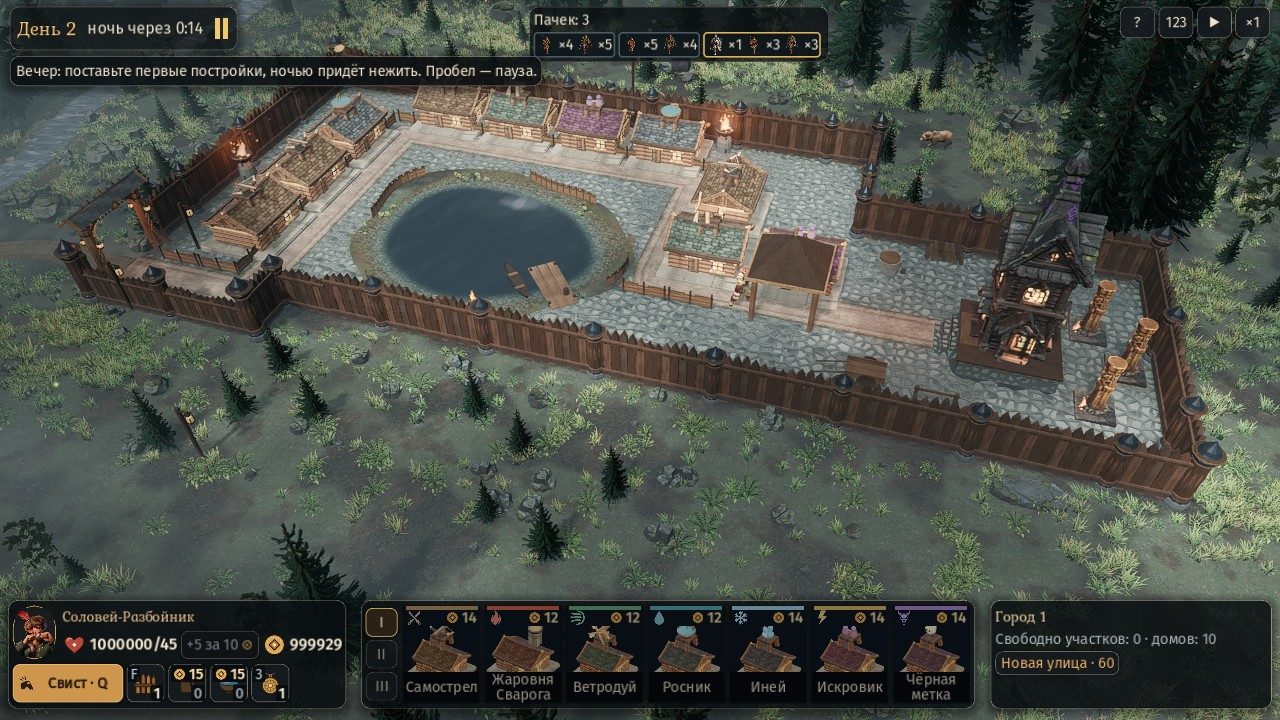 День 2 ночь через 0:14
Вечер: поставьте первые постройки, ночью придёт нежить. Пробел — пауза.
Пачек: 3
×4 ×5 ×5 ×4 ×1 ×3 ×3
? 123 ×1
Соловей-Разбойник
1000000/45 +5 за 10 999929
Свист · Q
F 1
15 0
15 0
3 1
I
II
III
14 Самострел
12 Жаровня Сварога
12 Ветродуй
12 Росник
14 Иней
14 Искровик
14 Чёрная метка
Город 1
Свободно участков: 0 · домов: 10
Новая улица · 60